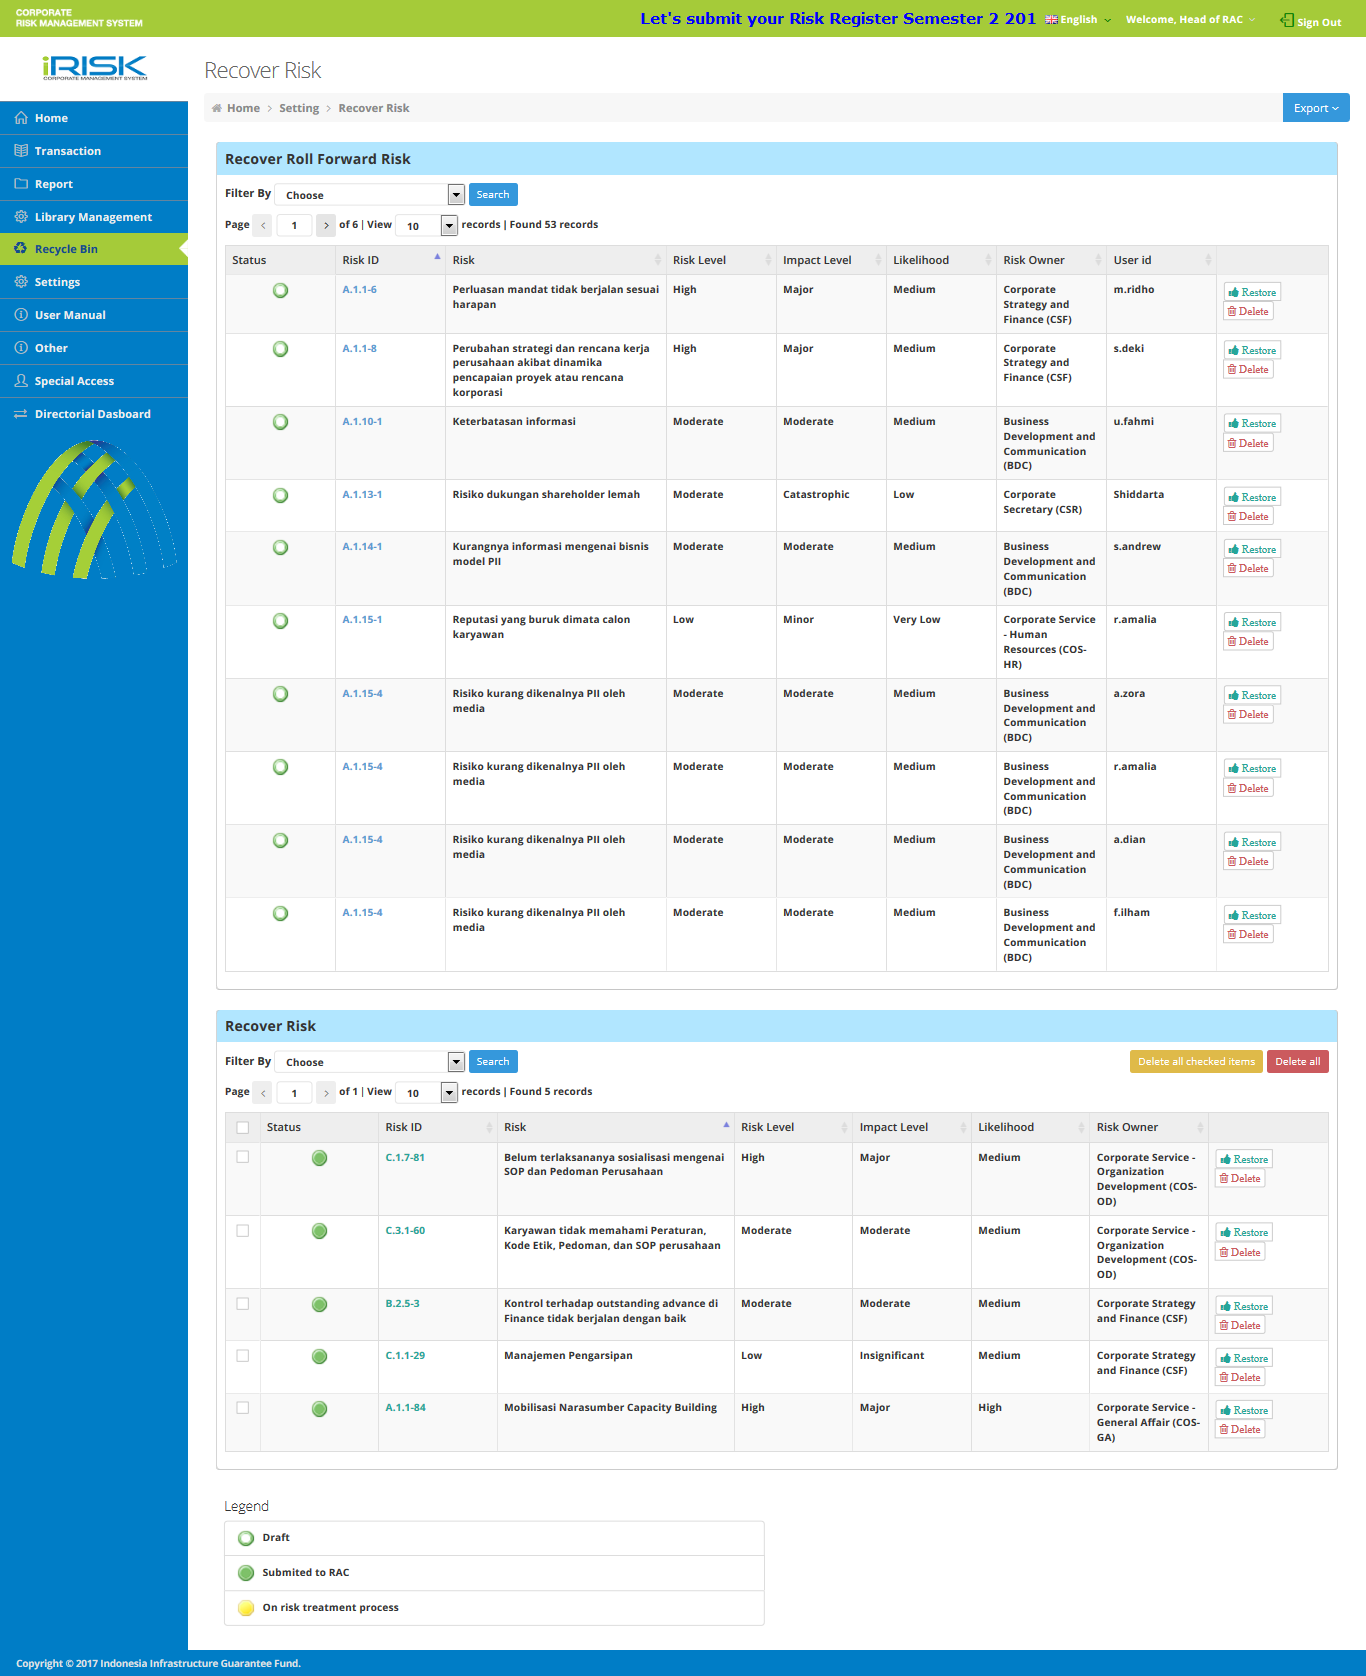 CORPORATE
RISK MANAGEMENT SYSTEM
Let's submit your Risk Register Semester 2 201
English
Welcome, Head of RAC
Sign Out
iRISK
CORPORATE MANAGEMENT SYSTEM
Home
Transaction
Report
Library Management
Recycle Bin
Settings
User Manual
Other
Special Access
Directorial Dasboard
Recover Risk
Home > Setting > Recover Risk
Export
Recover Roll Forward Risk
Filter By Choose Search
Page < 1 > of 6 | View 10 records | Found 53 records
Status Risk ID Risk Risk Level Impact Level Likelihood Risk Owner User id
A.1.1-6 Perluasan mandat tidak berjalan sesuai High Major Medium Corporate m.ridho Restore
harapan Strategy and Delete
Finance (CSF)
A.1.1-8 Perubahan strategi dan rencana kerja High Major Medium Corporate s.deki Restore
perusahaan akibat dinamika Strategy and Delete
pencapaian proyek atau rencana Finance (CSF)
korporasi
A.1.10-1 Keterbatasan informasi Moderate Moderate Medium Business u.fahmi Restore
Development and Delete
Communication
(BDC)
A.1.13-1 Risiko dukungan shareholder lemah Moderate Catastrophic Low Corporate Shiddarta Restore
Secretary (CSR) Delete
A.1.14-1 Kurangnya informasi mengenai bisnis Moderate Moderate Medium Business s.andrew Restore
model PII Development and Delete
Communication
(BDC)
A.1.15-1 Reputasi yang buruk dimata calon Low Minor Very Low Corporate Service r.amalia Restore
karyawan - Human Delete
Resources (COS-
HR)
A.1.15-4 Risiko kurang dikenalnya PII oleh Moderate Moderate Medium Business a.zora Restore
media Development and Delete
Communication
(BDC)
A.1.15-4 Risiko kurang dikenalnya PII oleh Moderate Moderate Medium Business r.amalia Restore
media Development and Delete
Communication
(BDC)
A.1.15-4 Risiko kurang dikenalnya PII oleh Moderate Moderate Medium Business a.dian Restore
media Development and Delete
Communication
(BDC)
A.1.15-4 Risiko kurang dikenalnya PII oleh Moderate Moderate Medium Business f.ilham Restore
media Development and Delete
Communication
(BDC)
Recover Risk
Filter By Choose Search Delete all checked items Delete all
Page < 1 > of 1 | View 10 records | Found 5 records
Status Risk ID Risk Risk Level Impact Level Likelihood Risk Owner
C.1.7-81 Belum terlaksananya sosialisasi mengenai High Major Medium Corporate Service - Restore
SOP dan Pedoman Perusahaan Organization Delete
Development (COS-
OD)
C.3.1-60 Karyawan tidak memahami Peraturan, Moderate Moderate Medium Corporate Service - Restore
Kode Etik, Pedoman, dan SOP perusahaan Organization Delete
Development (COS-
OD)
B.2.5-3 Kontrol terhadap outstanding advance di Moderate Moderate Medium Corporate Strategy Restore
Finance tidak berjalan dengan baik and Finance (CSF) Delete
C.1.1-29 Manajemen Pengarsipan Low Insignificant Medium Corporate Strategy Restore
and Finance (CSF) Delete
A.1.1-84 Mobilisasi Narasumber Capacity Building High Major High Corporate Service - Restore
General Affair (COS- Delete
GA)
Legend
Draft
Submited to RAC
On risk treatment process
Copyright © 2017 Indonesia Infrastructure Guarantee Fund.